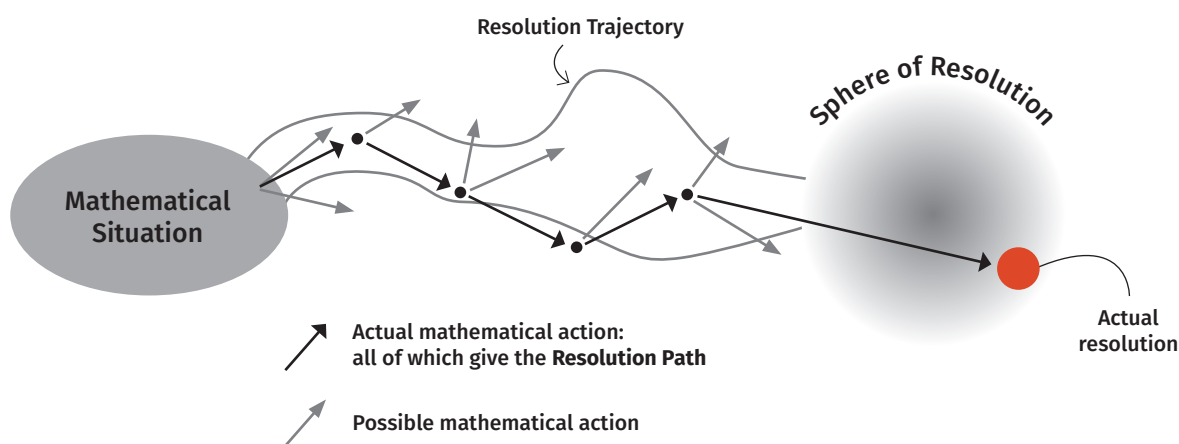 Resolution Trajectory
Sphere of Resolution
Mathematical
Situation
Actual
resolution
Actual mathematical action:
all of which give the Resolution Path
Possible mathematical action